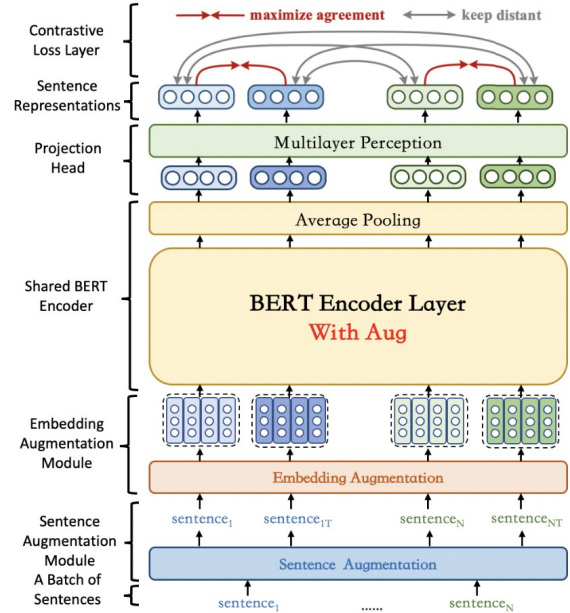 Contrastive
Loss Layer
maximize agreement
keep distant
Sentence
Representations
Projection
Head
Multilayer Perception
Shared BERT
Encoder
Average Pooling
BERT Encoder Layer
With Aug
Embedding
Augmentation
Module
Embedding Augmentation
Sentence
Augmentation
Module
sentence₁
sentence₁T
sentenceN
sentenceNT
Sentence Augmentation
A Batch of
Sentences
sentence₁
......
sentenceN